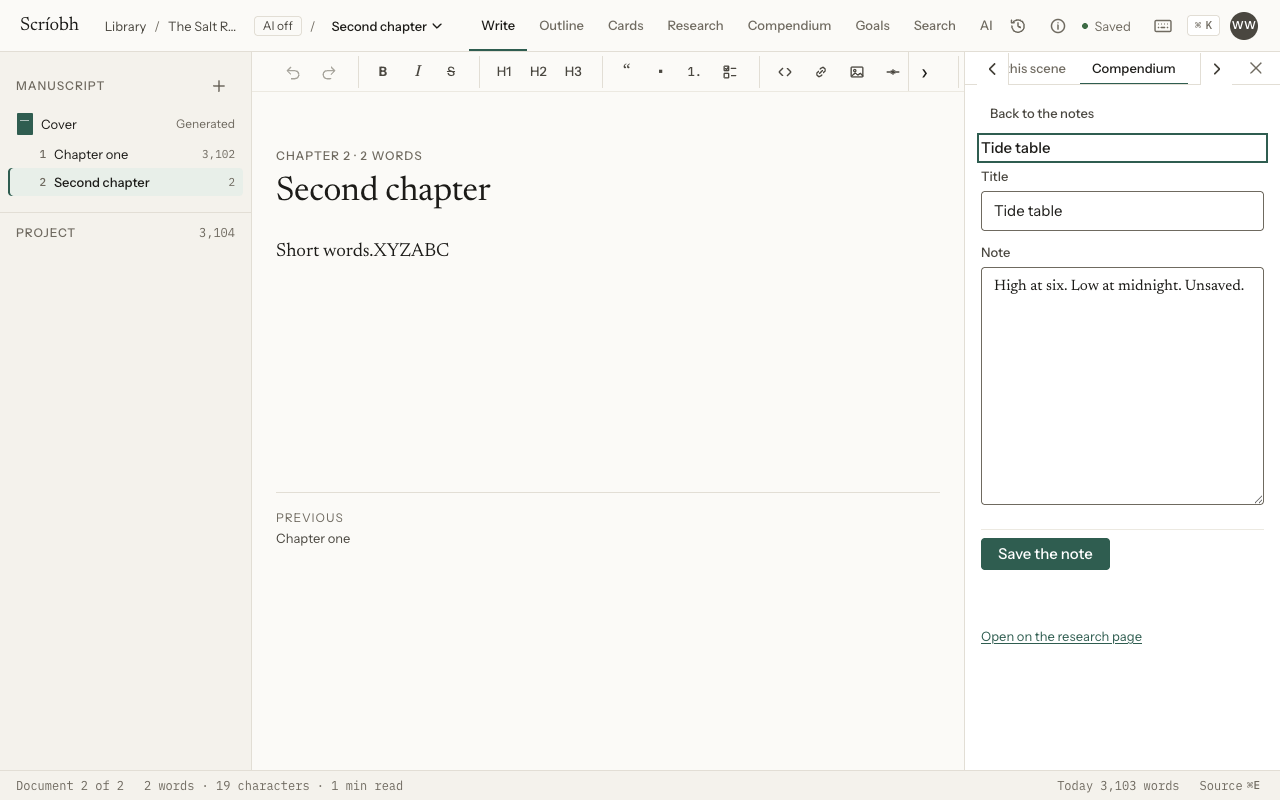 Scríobh
Library / The Salt R... AI off / Second chapter
Write Outline Cards Research Compendium Goals Search AI
Saved ⌘ K WW
MANUSCRIPT
Cover Generated
1 Chapter one 3,102
2 Second chapter 2
PROJECT 3,104
B I S H1 H2 H3 “ 1.
CHAPTER 2 · 2 WORDS
Second chapter
Short words.XYZABC
PREVIOUS
Chapter one
his scene Compendium
Back to the notes
Tide table
Title
Tide table
Note
High at six. Low at midnight. Unsaved.
Save the note
Open on the research page
Document 2 of 2 2 words · 19 characters · 1 min read
Today 3,103 words Source ⌘E